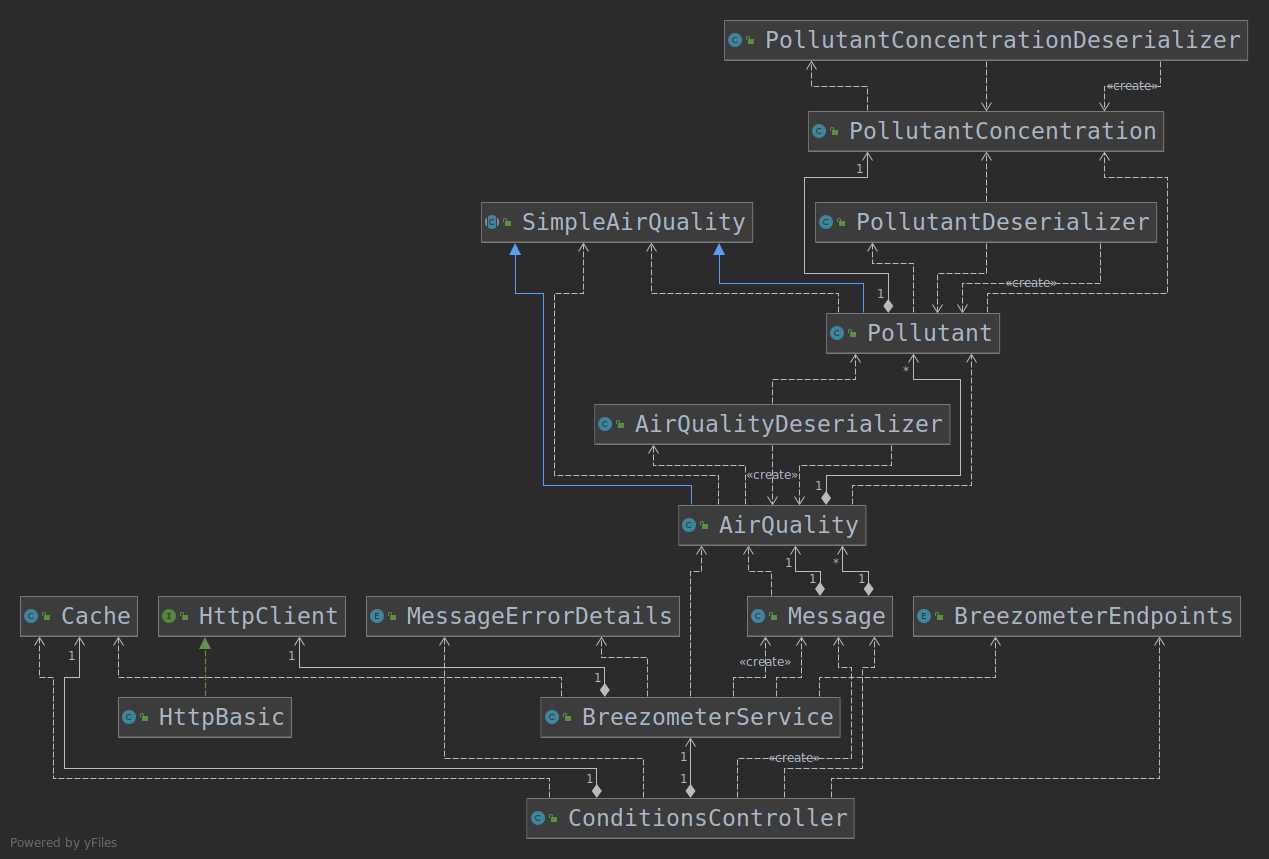 PollutantConcentrationDeserializer
«create»
PollutantConcentration
1
SimpleAirQuality
PollutantDeserializer
«create»
1
Pollutant
*
AirQualityDeserializer
«create»
1
AirQuality
1
*
1
1
Cache
HttpClient
MessageErrorDetails
Message
BreezometerEndpoints
1
1
«create»
1
HttpBasic
BreezometerService
1
«create»
1
1
ConditionsController
Powered by yFiles